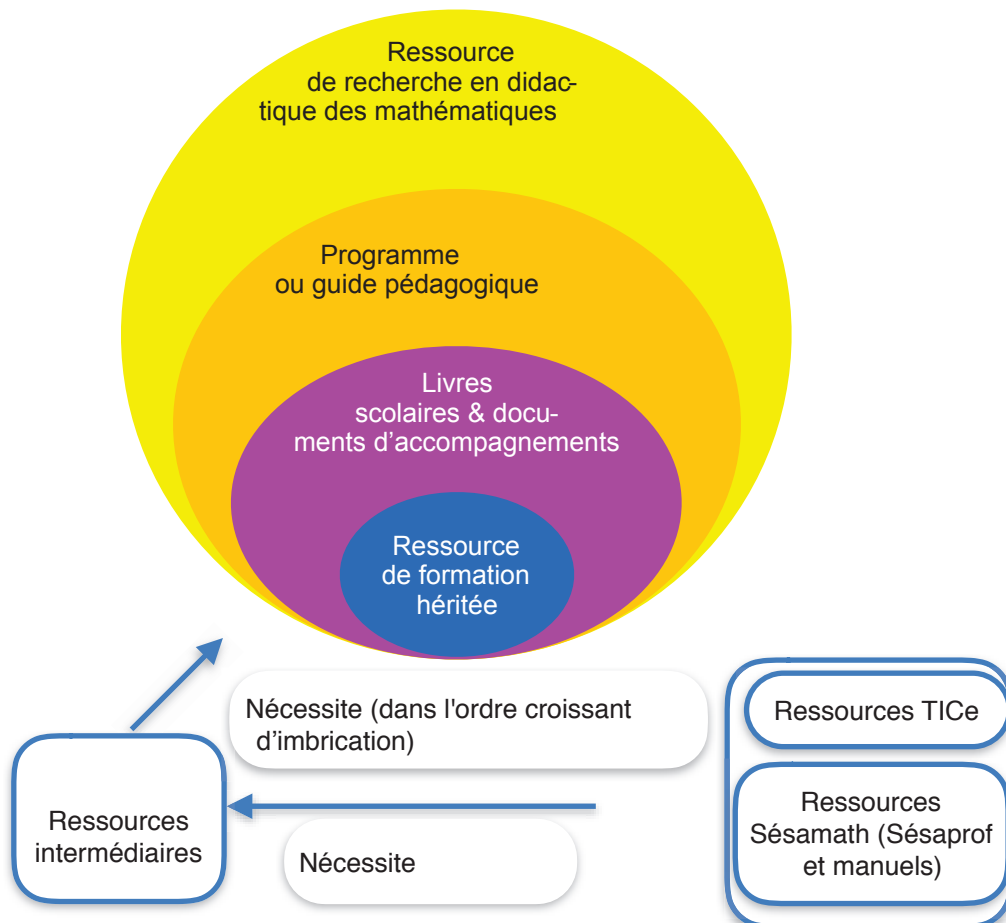 Ressource
de recherche en didac-
tique des mathématiques
Programme
ou guide pédagogique
Livres
scolaires & docu-
ments d'accompagnements
Ressource
de formation
héritée
Nécessite (dans l'ordre croissant
d'imbrication)
Ressources TICe
Ressources
intermédiaires
Nécessite
Ressources
Sésamath (Sésaprof
et manuels)